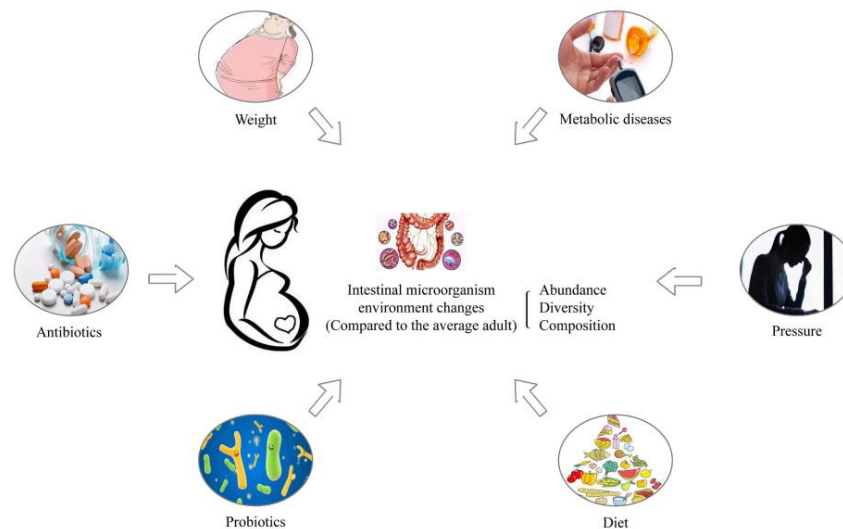 Weight
Metabolic diseases
Antibiotics
Intestinal microorganism
environment changes
(Compared to the average adult)
Abundance
Diversity
Composition
Pressure
Probiotics
Diet